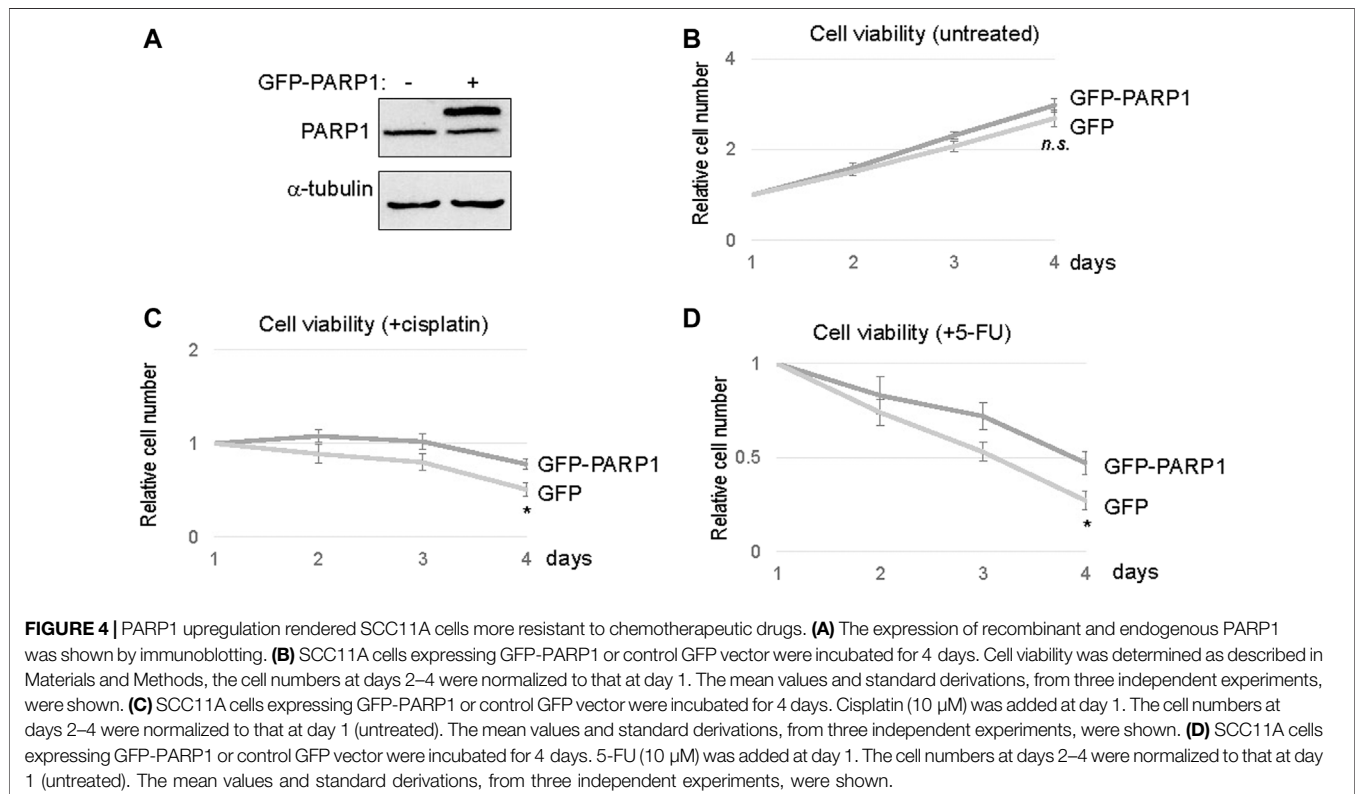 A
GFP-PARP1: - +
PARP1
α-tubulin
B
Cell viability (untreated)
Relative cell number
4
2
0
GFP-PARP1
GFP
n.s.
1 2 3 4 days
C
Cell viability (+cisplatin)
Relative cell number
2
1
0
GFP-PARP1
GFP
*
1 2 3 4 days
D
Cell viability (+5-FU)
Relative cell number
1
0.5
0
GFP-PARP1
GFP
*
1 2 3 4 days
FIGURE 4 | PARP1 upregulation rendered SCC11A cells more resistant to chemotherapeutic drugs. (A) The expression of recombinant and endogenous PARP1
was shown by immunoblotting. (B) SCC11A cells expressing GFP-PARP1 or control GFP vector were incubated for 4 days. Cell viability was determined as described in
Materials and Methods, the cell numbers at days 2–4 were normalized to that at day 1. The mean values and standard derivations, from three independent experiments,
were shown. (C) SCC11A cells expressing GFP-PARP1 or control GFP vector were incubated for 4 days. Cisplatin (10 μM) was added at day 1. The cell numbers at
days 2–4 were normalized to that at day 1 (untreated). The mean values and standard derivations, from three independent experiments, were shown. (D) SCC11A cells
expressing GFP-PARP1 or control GFP vector were incubated for 4 days. 5-FU (10 μM) was added at day 1. The cell numbers at days 2–4 were normalized to that at day
1 (untreated). The mean values and standard derivations, from three independent experiments, were shown.